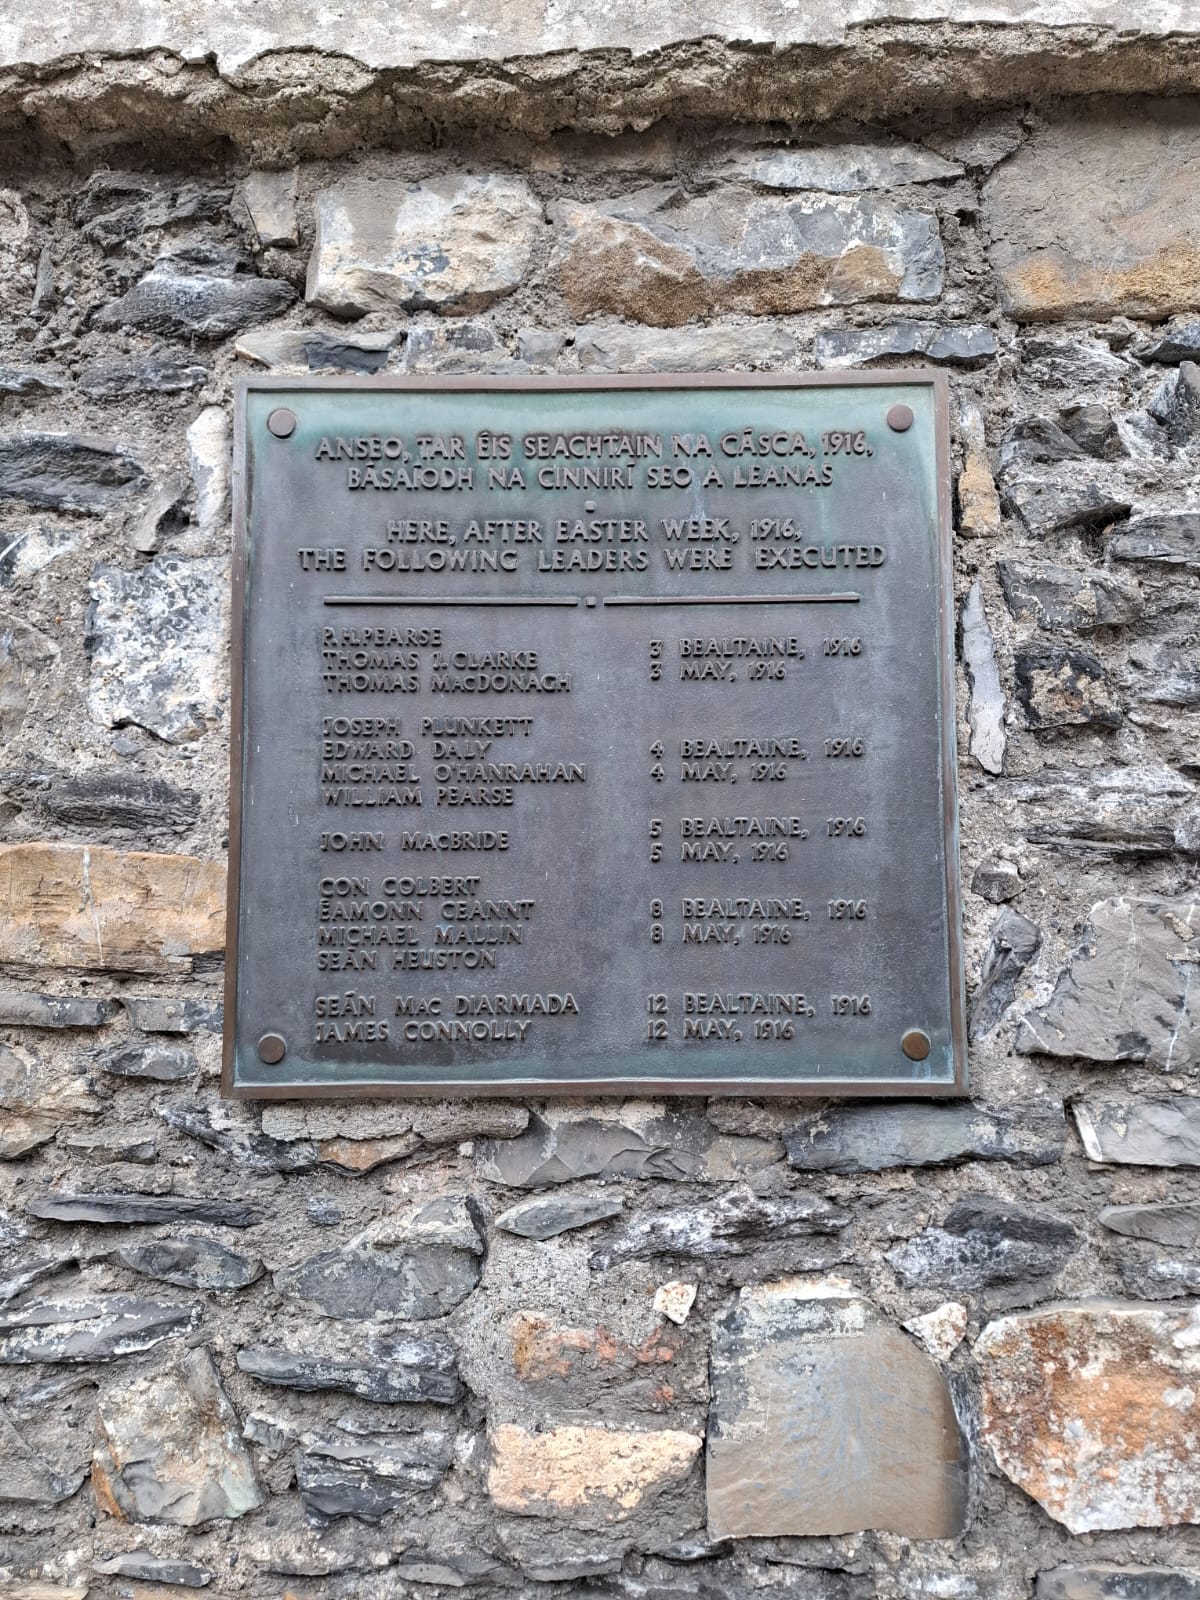 ANSEO, TAR ÉIS SEACHTAIN NA CÁSCA, 1916,
BÁSAÍODH NA CINNIRÍ SEO A LEANAS
HERE, AFTER EASTER WEEK, 1916,
THE FOLLOWING LEADERS WERE EXECUTED
P.H. PEARSE
THOMAS J. CLARKE
THOMAS MACDONAGH
3 BEALTAINE, 1916
3 MAY, 1916
JOSEPH PLUNKETT
EDWARD DALY
MICHAEL O'HANRAHAN
WILLIAM PEARSE
4 BEALTAINE, 1916
4 MAY, 1916
JOHN MACBRIDE
5 BEALTAINE, 1916
5 MAY, 1916
CON COLBERT
ÉAMONN CEANNT
MICHAEL MALLIN
SEÁN HEUSTON
8 BEALTAINE, 1916
8 MAY, 1916
SEÁN MAC DIARMADA
JAMES CONNOLLY
12 BEALTAINE, 1916
12 MAY, 1916